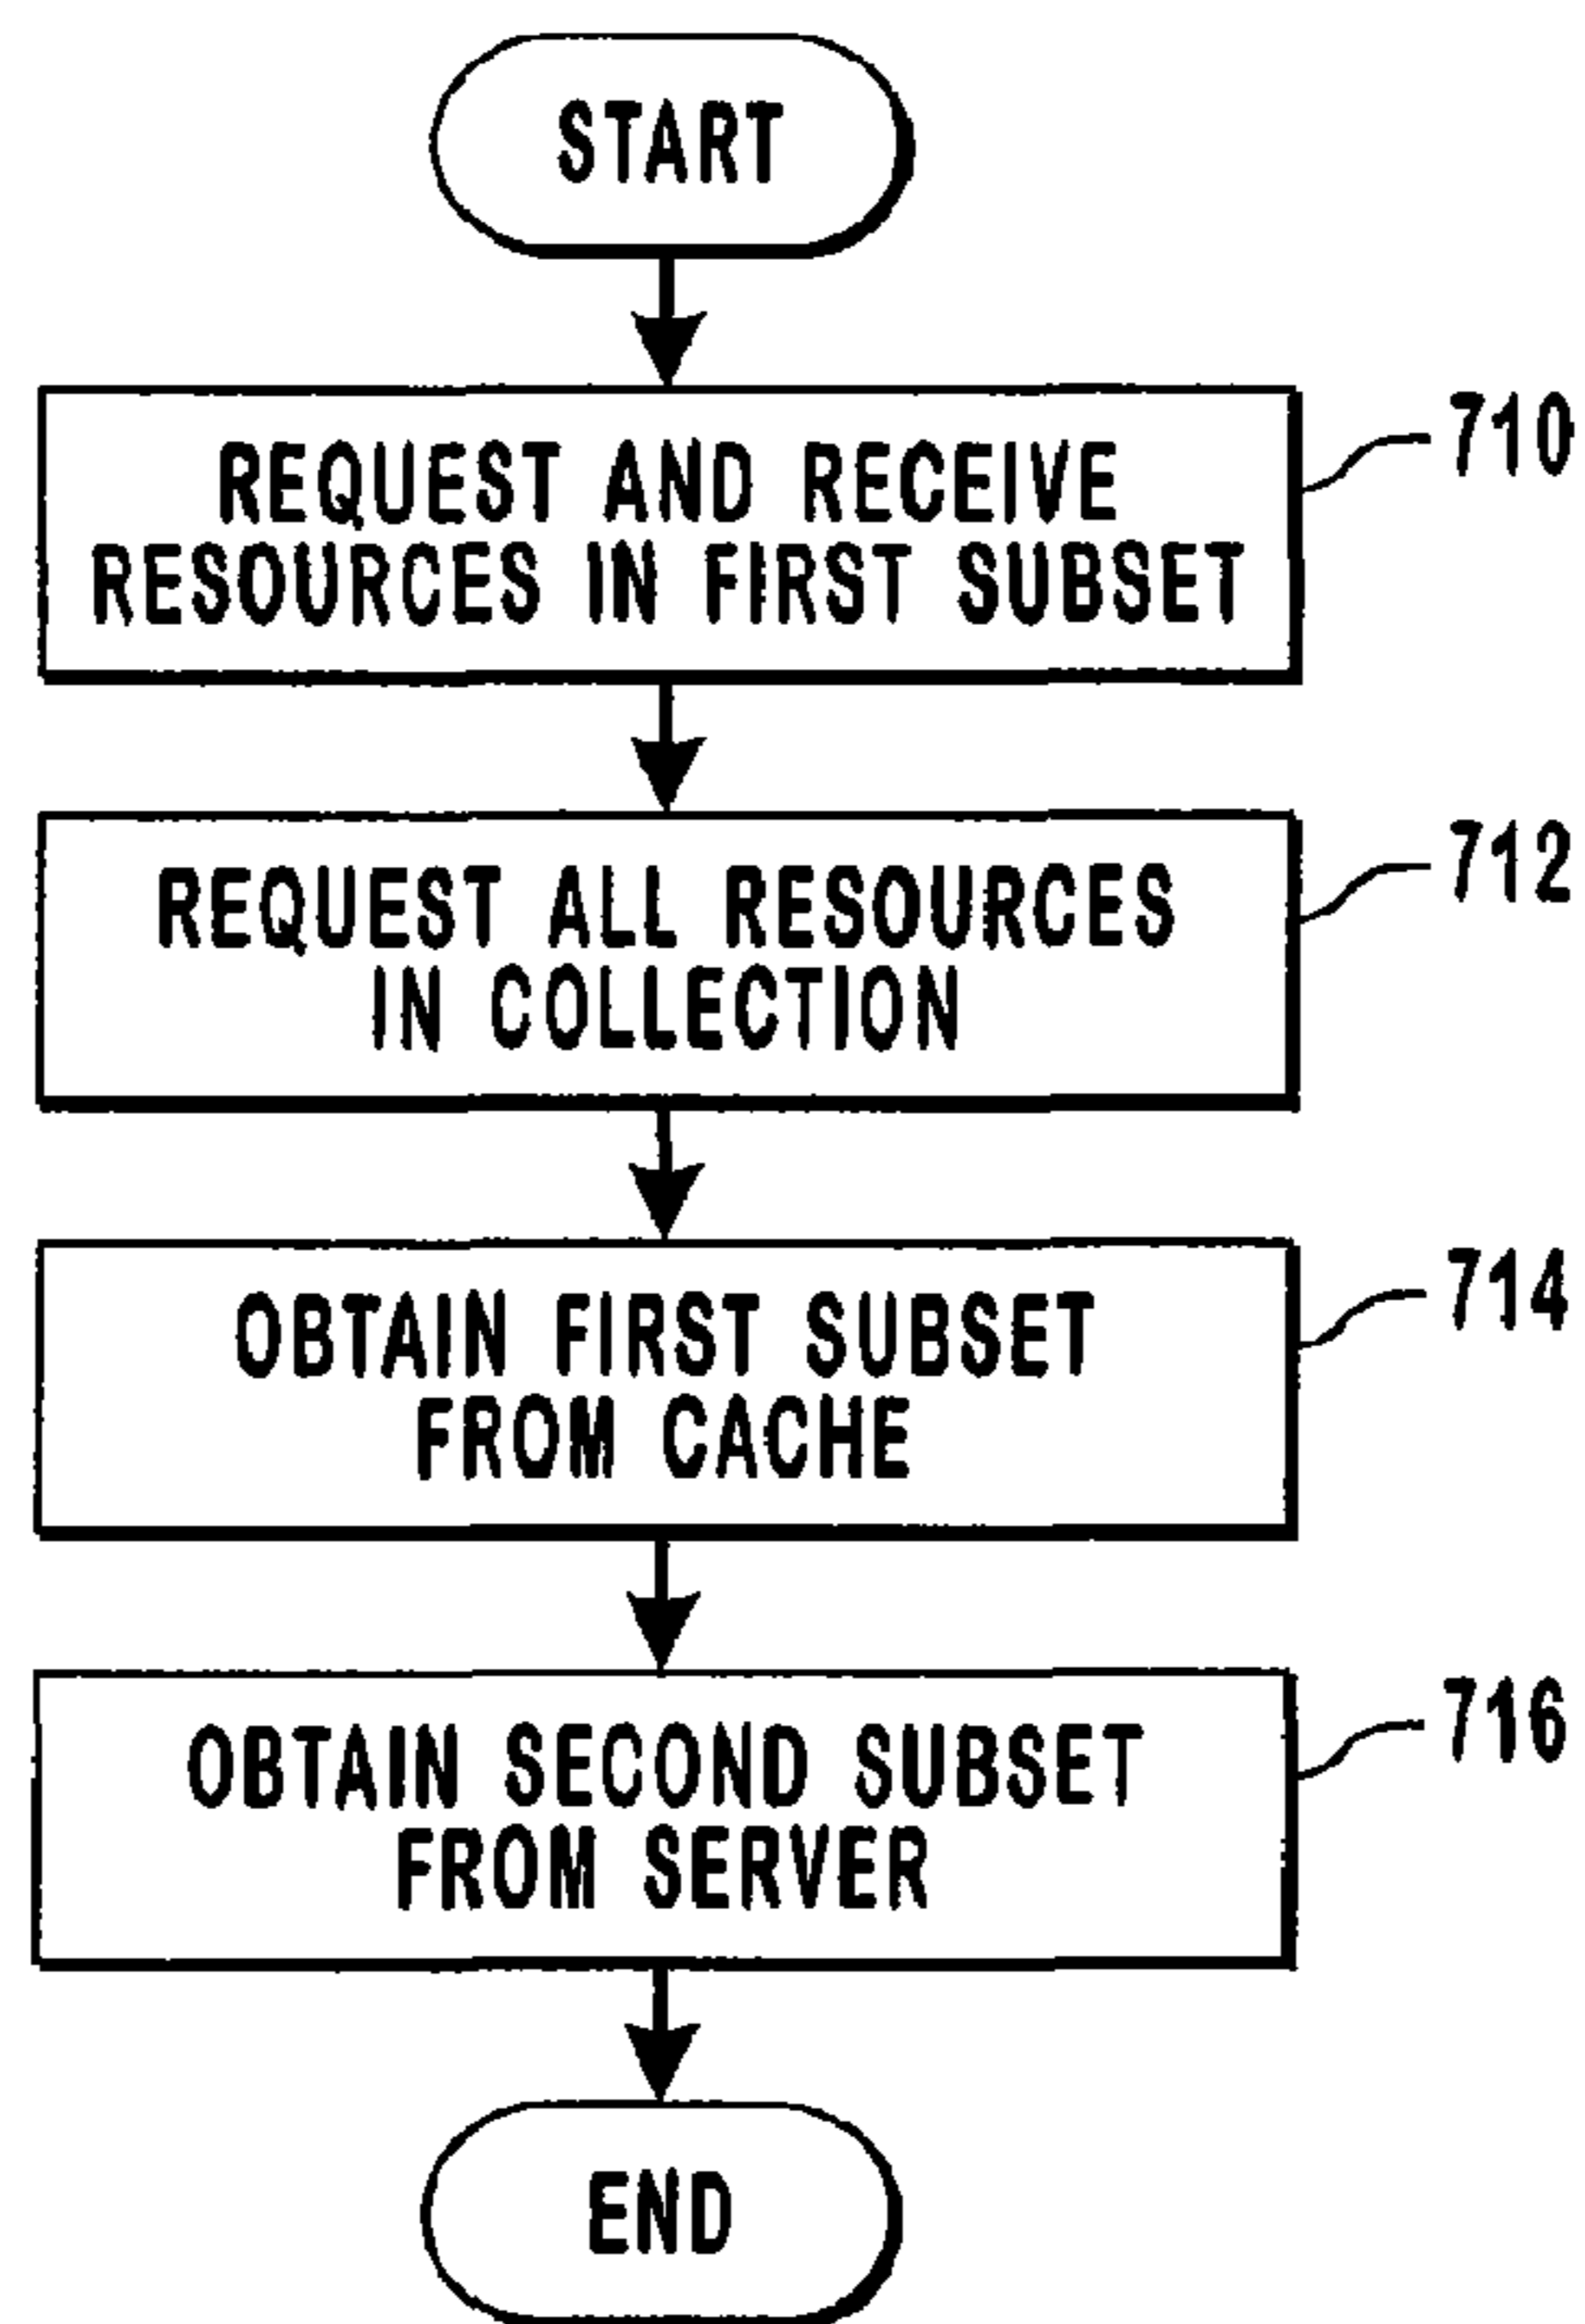 START
REQUEST AND RECEIVE
RESOURCES IN FIRST SUBSET
710
REQUEST ALL RESOURCES
IN COLLECTION
712
OBTAIN FIRST SUBSET
FROM CACHE
714
OBTAIN SECOND SUBSET
FROM SERVER
716
END